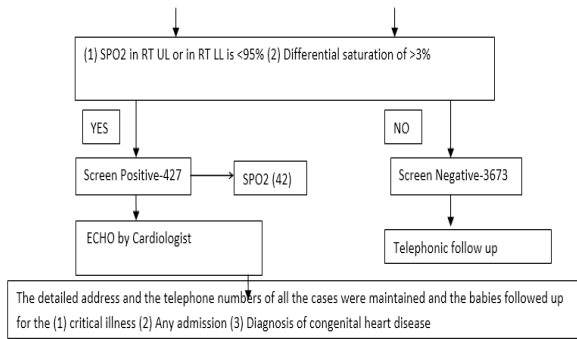 (1) SPO2 in RT UL or in RT LL is <95% (2) Differential saturation of >3%
YES
NO
Screen Positive-427
SPO2 (42)
Screen Negative-3673
ECHO by Cardiologist
Telephonic follow up
The detailed address and the telephone numbers of all the cases were maintained and the babies followed up
for the (1) critical illness (2) Any admission (3) Diagnosis of congenital heart disease